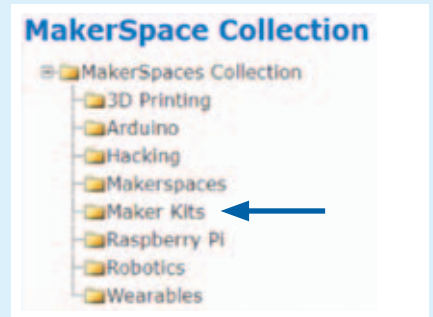 MakerSpace Collection
MakerSpaces Collection
3D Printing
Arduino
Hacking
Makerspaces
Maker Kits
Raspberry Pi
Robotics
Wearables